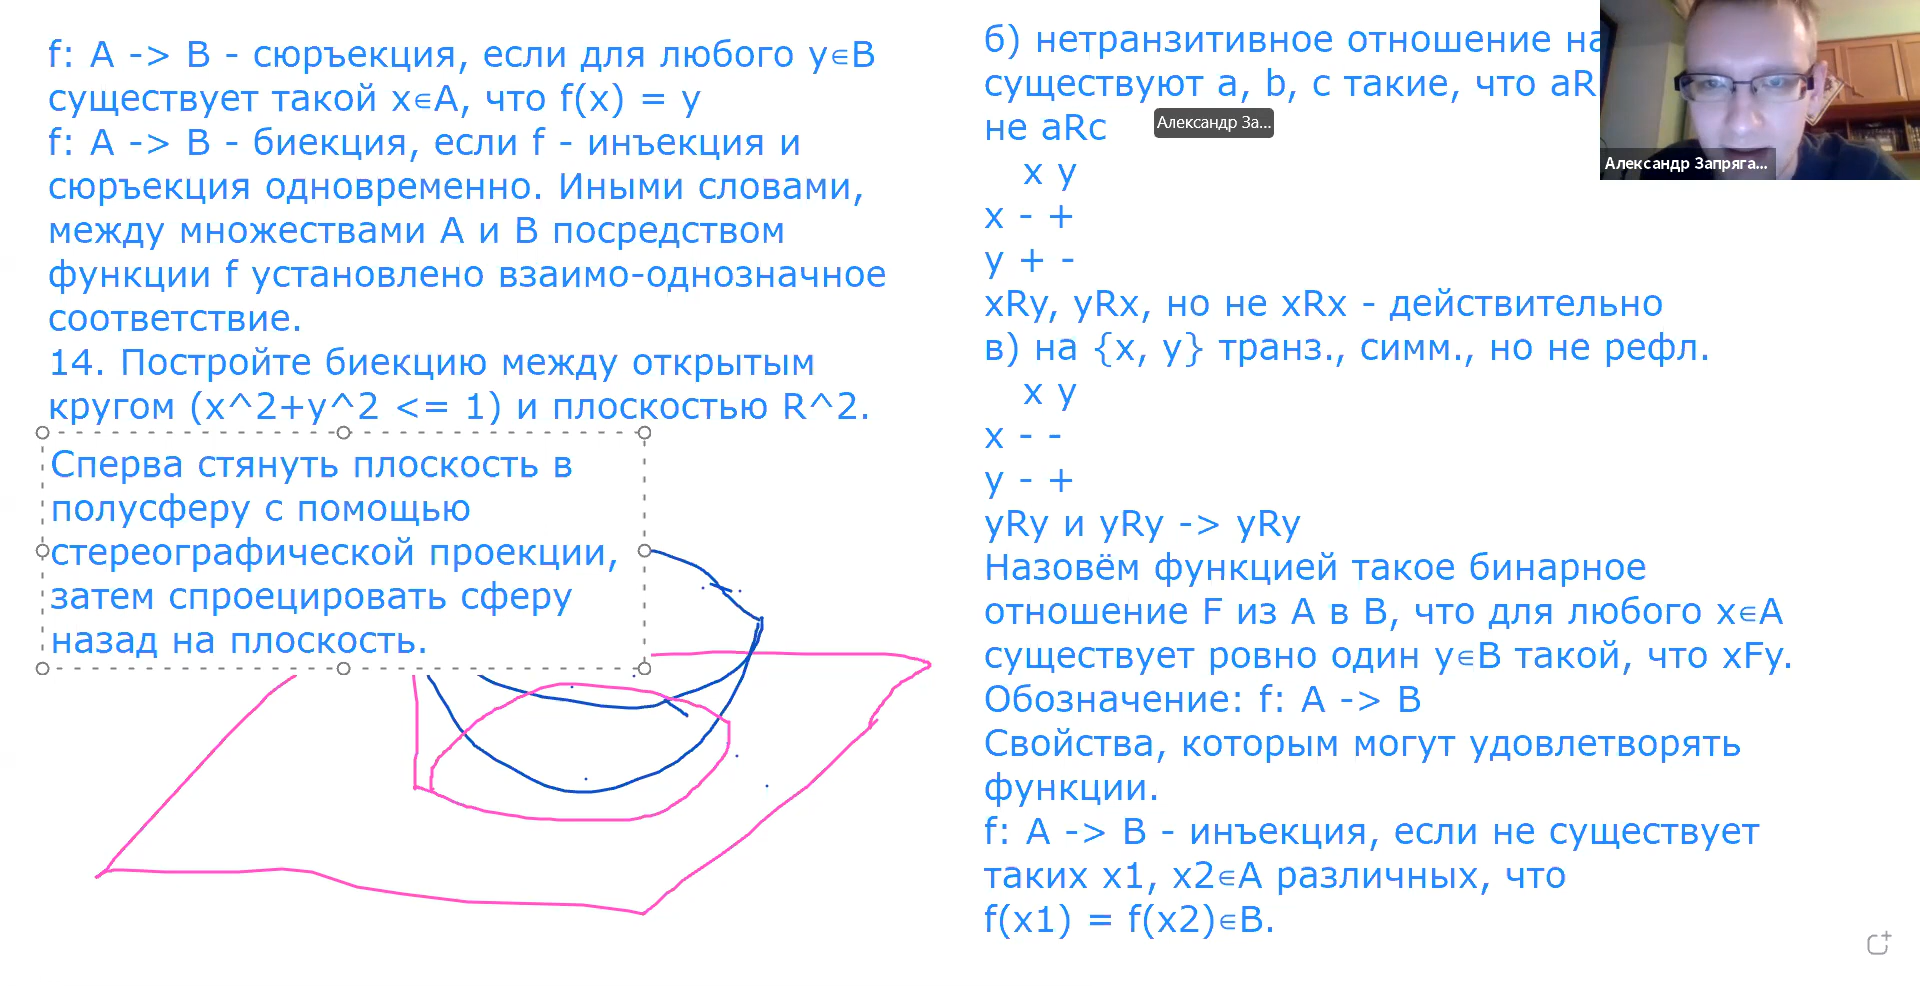 f: A -> B - сюръекция, если для любого y∈B
существует такой x∈A, что f(x) = y
f: A -> B - биекция, если f - инъекция и
сюръекция одновременно. Иными словами,
между множествами A и B посредством
функции f установлено взаимо-однозначное
соответствие.
14. Постройте биекцию между открытым
кругом (x^2+y^2 <= 1) и плоскостью R^2.
Сперва стянуть плоскость в
полусферу с помощью
стереографической проекции,
затем спроецировать сферу
назад на плоскость.
б) нетранзитивное отношение на
существуют a, b, c такие, что aR
не aRc
x y
x - +
y + -
xRy, yRx, но не xRx - действительно
в) на {x, y} транз., симм., но не рефл.
x y
x - -
y - +
yRy и yRy -> yRy
Назовём функцией такое бинарное
отношение F из A в B, что для любого x∈A
существует ровно один y∈B такой, что xFy.
Обозначение: f: A -> B
Свойства, которым могут удовлетворять
функции.
f: A -> B - инъекция, если не существует
таких x1, x2∈A различных, что
f(x1) = f(x2)∈B.
Александр За...
Александр Запряга...